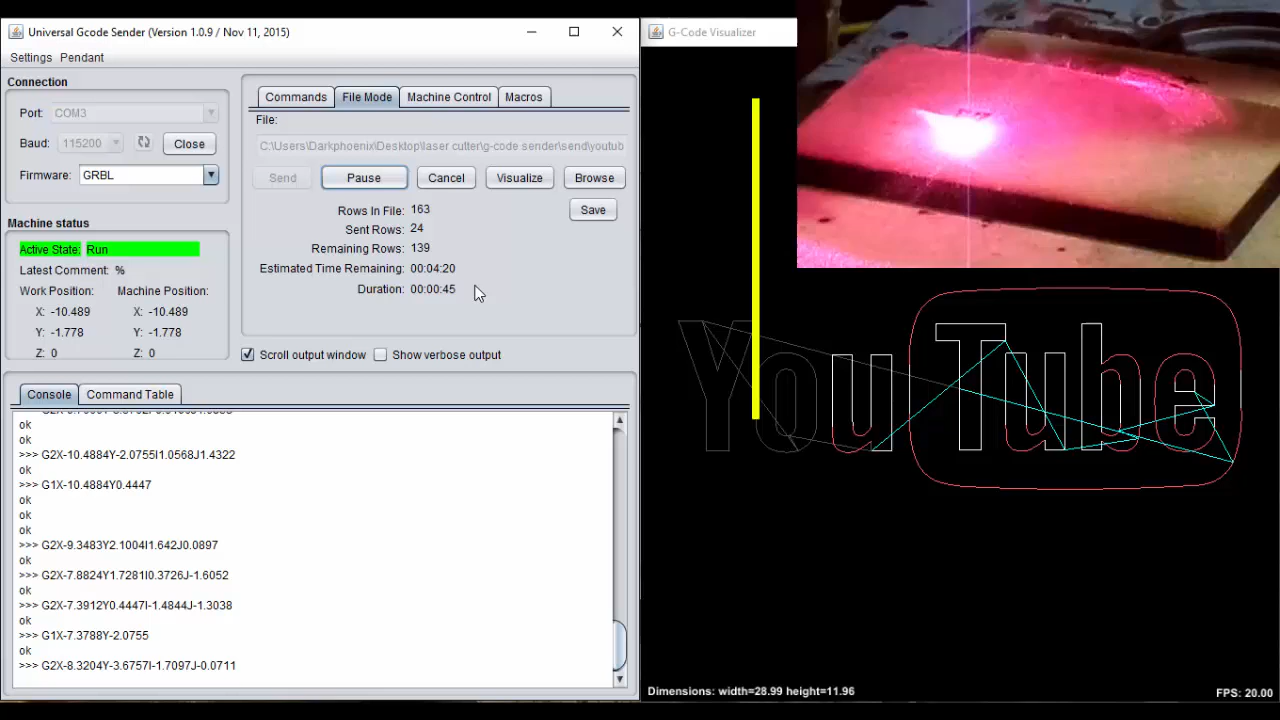 Universal Gcode Sender (Version 1.0.9 / Nov 11, 2015)
Settings Pendant
Connection
Port: COM3
Baud: 115200 Close
Firmware: GRBL
Machine status
Active State: Run
Latest Comment: %
Work Position: Machine Position:
X: -10.489 X: -10.489
Y: -1.778 Y: -1.778
Z: 0 Z: 0
Commands File Mode Machine Control Macros
File:
C:\Users\Darkphoenix\Desktop\laser cutter\g-code sender\send\youtub
Send Pause Cancel Visualize Browse
Save
Rows In File: 163
Sent Rows: 24
Remaining Rows: 139
Estimated Time Remaining: 00:04:20
Duration: 00:00:45
Scroll output window Show verbose output
Console Command Table
ok
ok
>>> G2X-10.4884Y-2.0755I1.0568J1.4322
ok
>>> G1X-10.4884Y0.4447
ok
ok
ok
>>> G2X-9.3483Y2.1004I1.642J0.0897
ok
>>> G2X-7.8824Y1.7281I0.3726J-1.6052
ok
>>> G2X-7.3912Y0.4447I-1.4844J-1.3038
ok
>>> G1X-7.3788Y-2.0755
ok
>>> G2X-8.3204Y-3.6757I-1.7097J-0.0711
G-Code Visualizer
YouTube
Dimensions: width=28.99 height=11.96
FPS: 20.00